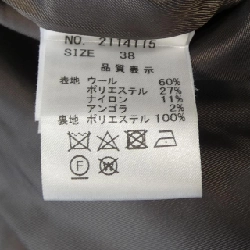 NO. 2114115
SIZE 38
品質表示
表地 ウール 60%
ポリエステル 27%
ナイロン 11%
アンゴラ 2%
裏地 ポリエステル 100%
F W